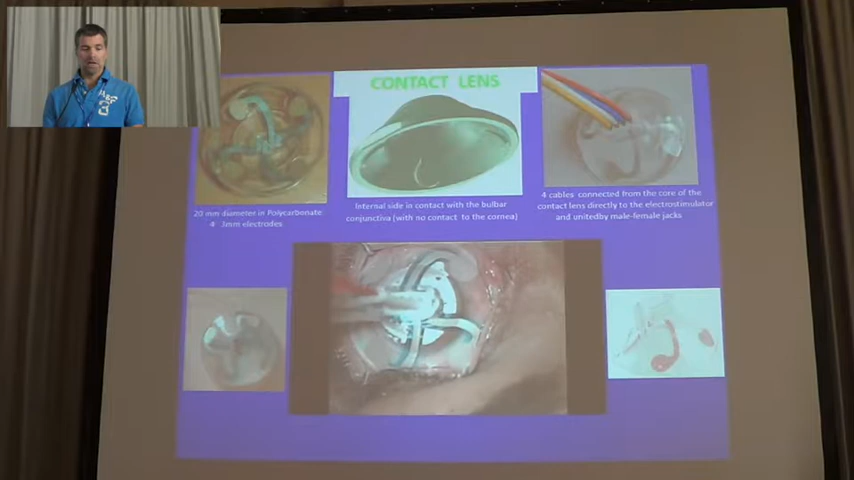 CONTACT LENS
20 mm diameter in Polycarbonate
4 3mm electrodes
Internal side in contact with the bulbar
conjunctiva (with no contact to the cornea)
4 cables connected from the core of the
contact lens directly to the electrostimulator
and unitedby male-female jacks